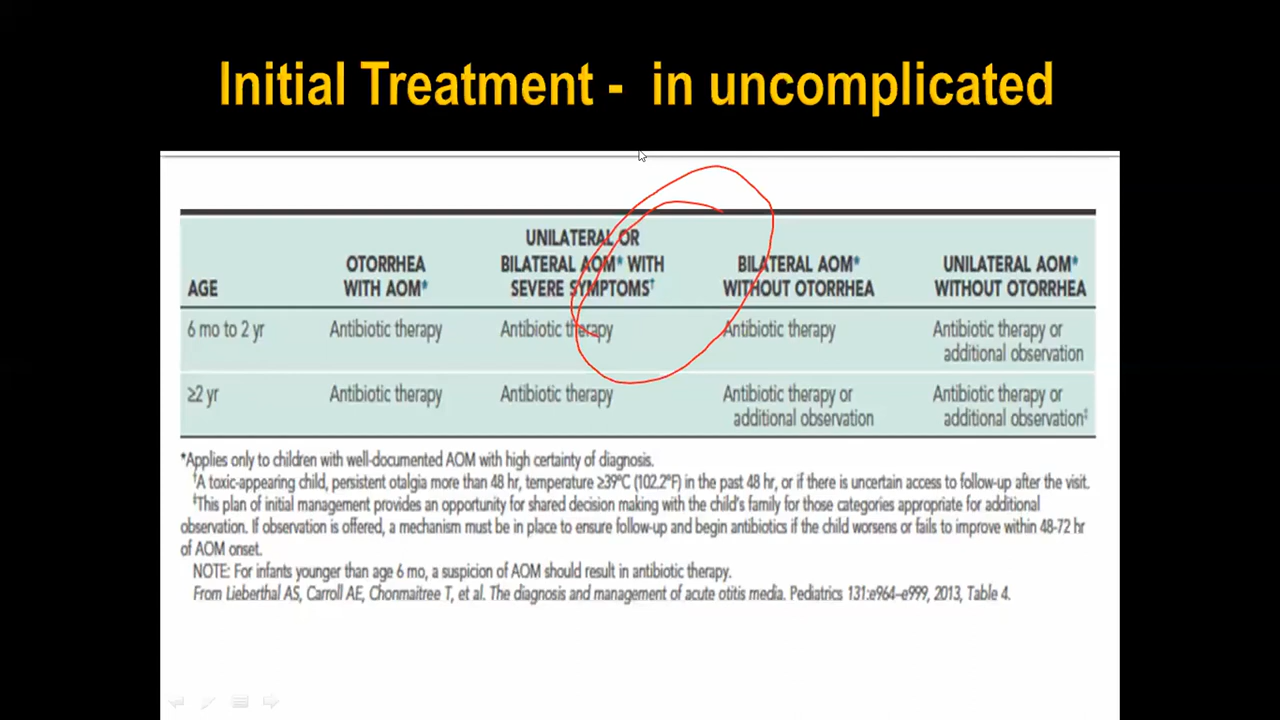 Initial Treatment -  in uncomplicated
AGE
OTORRHEA
WITH AOM*
UNILATERAL OR
BILATERAL AOM* WITH
SEVERE SYMPTOMS†
BILATERAL AOM*
WITHOUT OTORRHEA
UNILATERAL AOM*
WITHOUT OTORRHEA
6 mo to 2 yr
Antibiotic therapy
Antibiotic therapy
Antibiotic therapy
Antibiotic therapy or
additional observation
≥2 yr
Antibiotic therapy
Antibiotic therapy
Antibiotic therapy or
additional observation
Antibiotic therapy or
additional observation‡
*Applies only to children with well-documented AOM with high certainty of diagnosis.
†A toxic-appearing child, persistent otalgia more than 48 hr, temperature ≥39°C (102.2°F) in the past 48 hr, or if there is uncertain access to follow-up after the visit.
‡This plan of initial management provides an opportunity for shared decision making with the child's family for those categories appropriate for additional
observation. If observation is offered, a mechanism must be in place to ensure follow-up and begin antibiotics if the child worsens or fails to improve within 48-72 hr
of AOM onset.
NOTE: For infants younger than age 6 mo, a suspicion of AOM should result in antibiotic therapy.
From Lieberthal AS, Carroll AE, Chonmaitree T, et al. The diagnosis and management of acute otitis media. Pediatrics 131:e964–e999, 2013, Table 4.